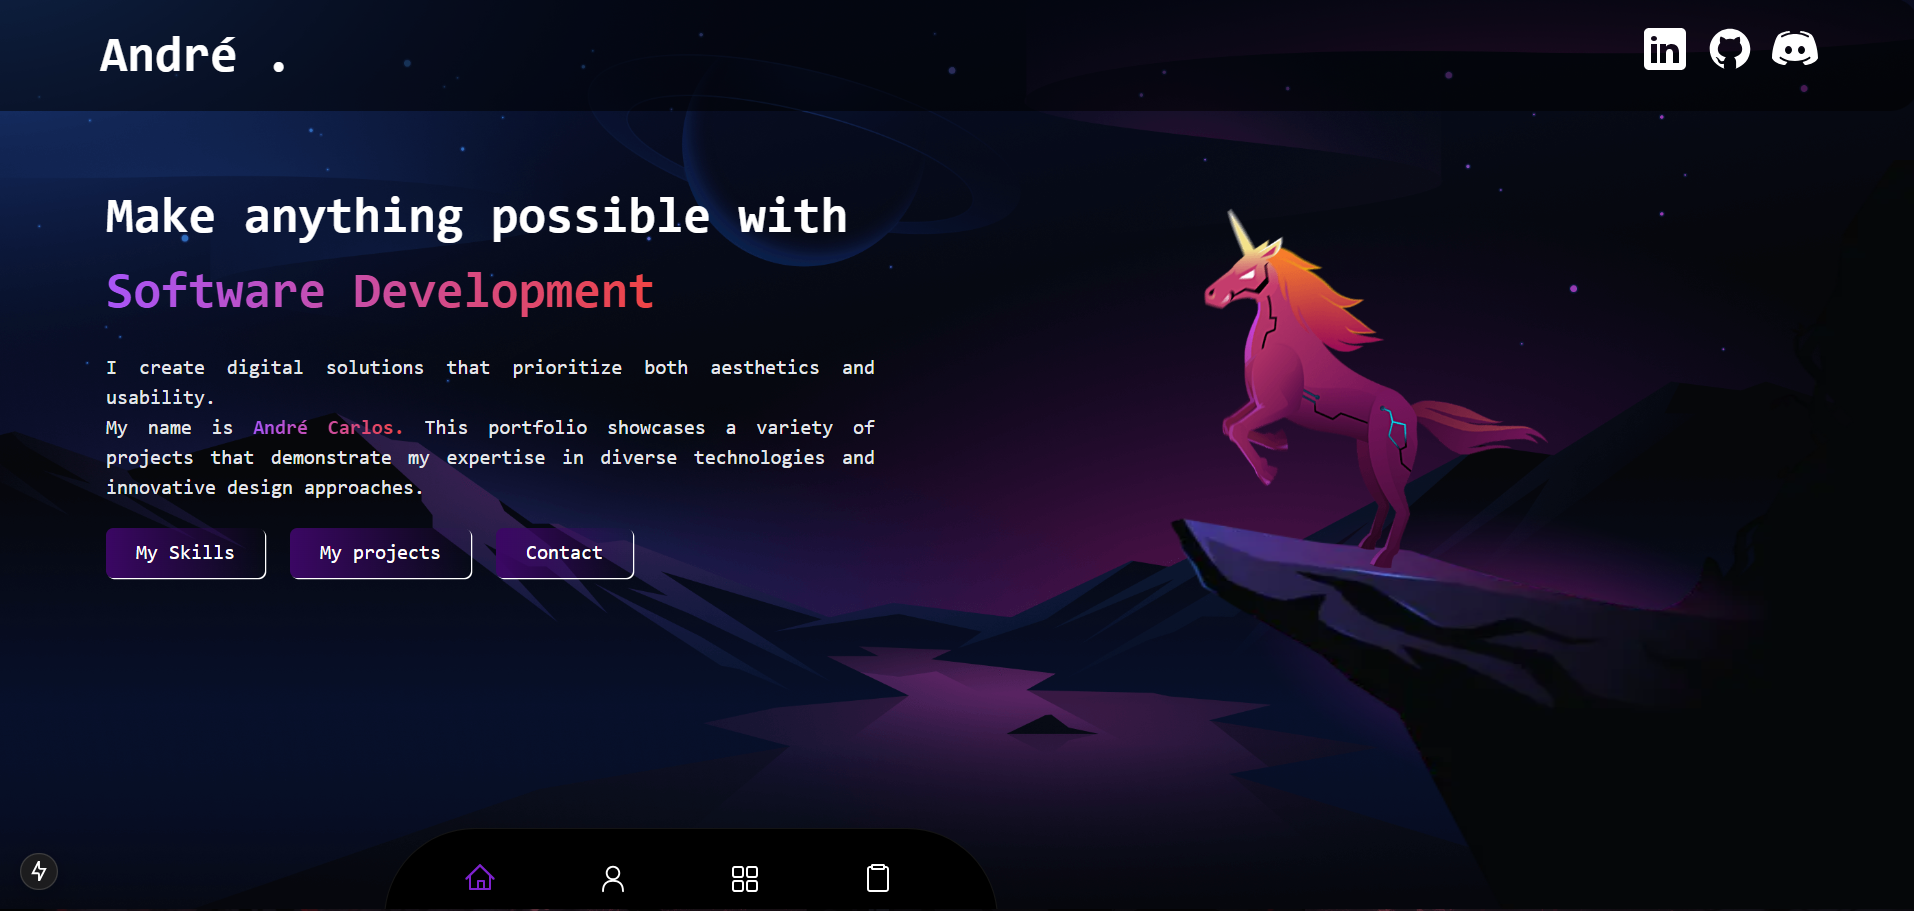 André .
in
Make anything possible with
Software Development
I create digital solutions that prioritize both aesthetics and
usability.
My name is André Carlos. This portfolio showcases a variety of
projects that demonstrate my expertise in diverse technologies and
innovative design approaches.
My Skills
My projects
Contact